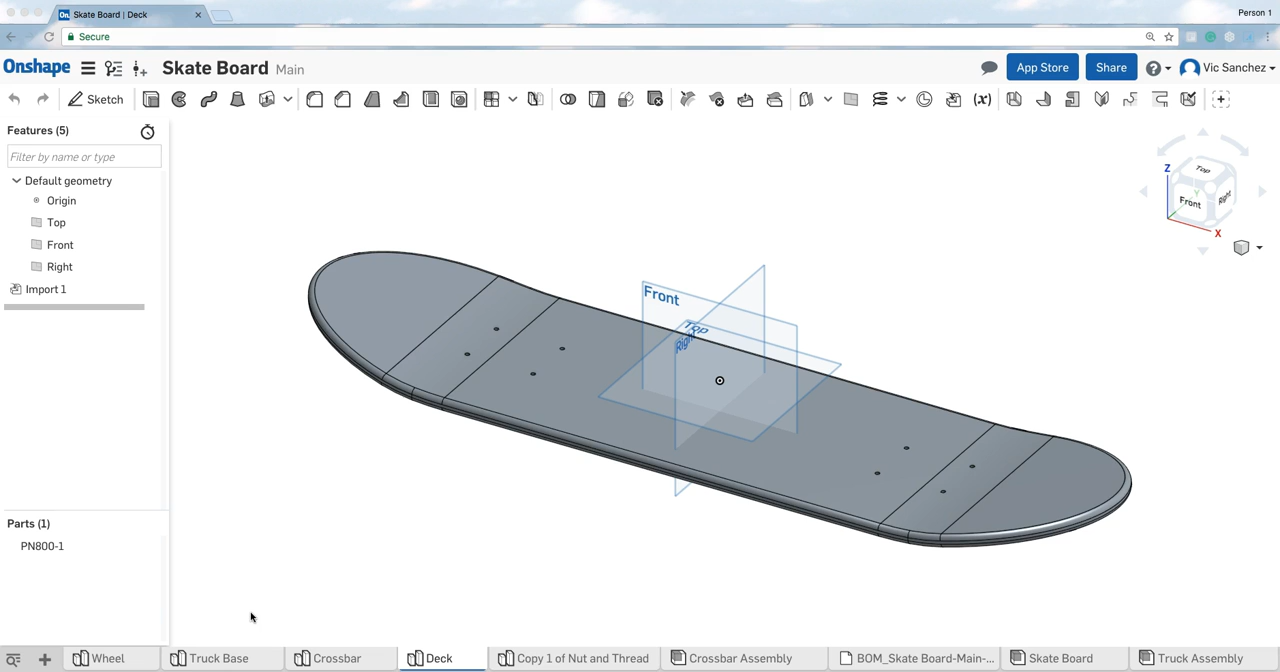 Skate Board | Deck
Person 1
Secure
Onshape
Skate Board Main
App Store
Share
Vic Sanchez
Sketch
(x)
Features (5)
Filter by name or type
Default geometry
Origin
Top
Front
Right
Import 1
Front
Top
Right
Z
Top
Front
Right
Y
X
Parts (1)
PN800-1
Wheel
Truck Base
Crossbar
Deck
Copy 1 of Nut and Thread
Crossbar Assembly
BOM_Skate Board-Main-...
Skate Board
Truck Assembly